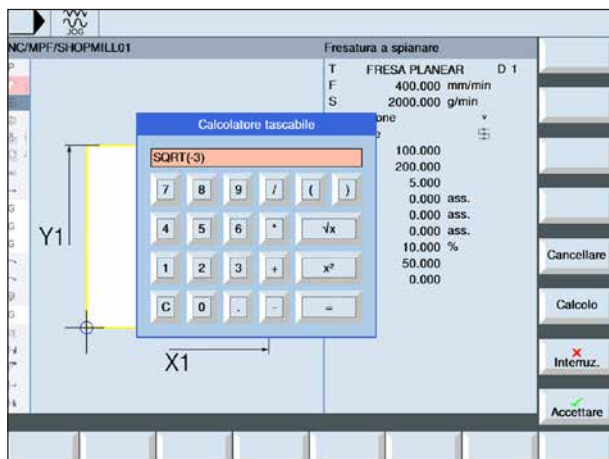 JOG
NC/MPF/SHOPMILL01
Fresatura a spianare
T FRESA PLANEAR D 1
F 400.000 mm/min
S 2000.000 g/min
one
100.000
200.000
5.000
0.000 ass.
0.000 ass.
0.000 ass.
10.000 %
50.000
0.000
Calcolatore tascabile
SQRT(-3)
7 8 9 / ( )
4 5 6 * √x
1 2 3 + x²
C 0 . - =
Y1
X1
Cancellare
Calcolo
Interruz.
Accettare